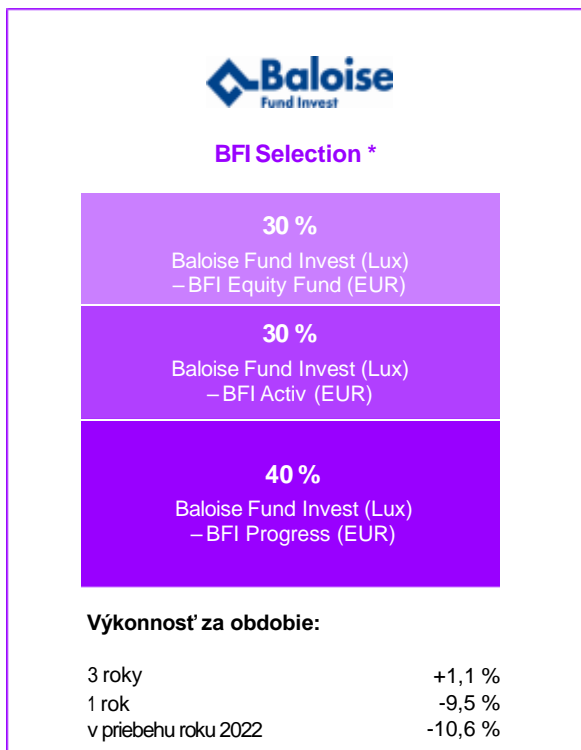 Baloise
Fund Invest
BFI Selection *
30 %
Baloise Fund Invest (Lux)
– BFI Equity Fund (EUR)
30 %
Baloise Fund Invest (Lux)
– BFI Activ (EUR)
40 %
Baloise Fund Invest (Lux)
– BFI Progress (EUR)
Výkonnosť za obdobie:
3 roky +1,1 %
1 rok -9,5 %
v priebehu roku 2022 -10,6 %